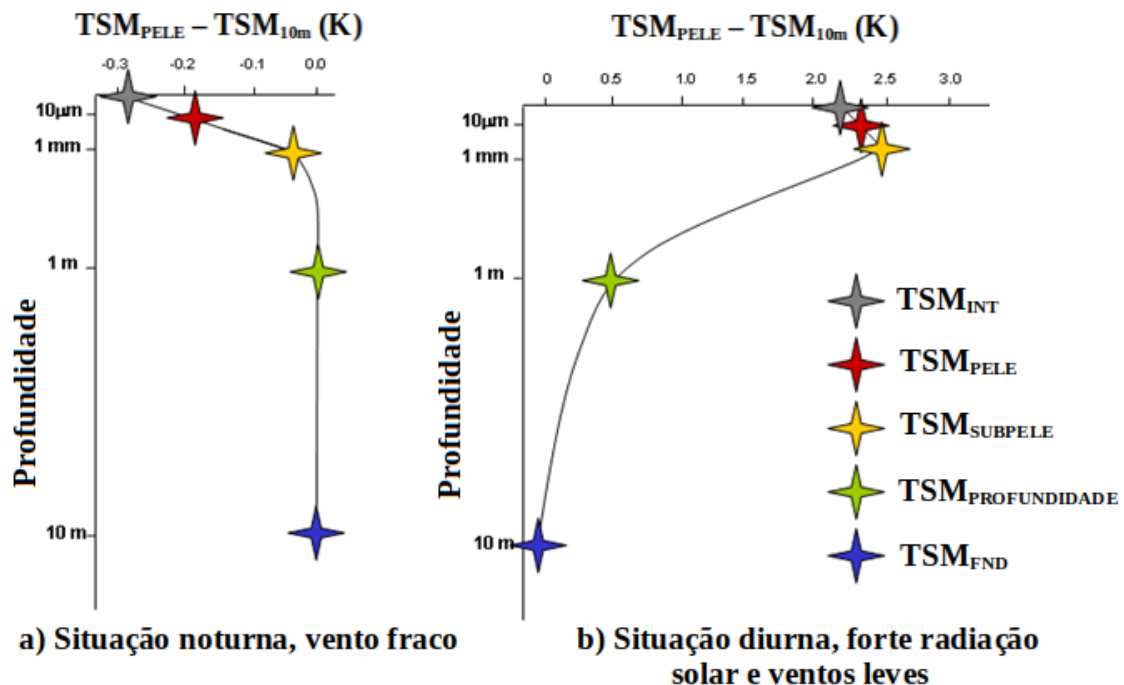 TSMPELE – TSM10m (K)
-0.3 -0.2 -0.1 0.0
10µm
1 mm
1 m
10 m
Profundidade
a) Situação noturna, vento fraco
TSMPELE – TSM10m (K)
0 0.5 1.0 1.5 2.0 2.5 3.0
10µm
1 mm
1 m
10 m
Profundidade
TSMINT
TSMPELE
TSMSUBPELE
TSMPROFUNDIDADE
TSMFND
b) Situação diurna, forte radiação
solar e ventos leves